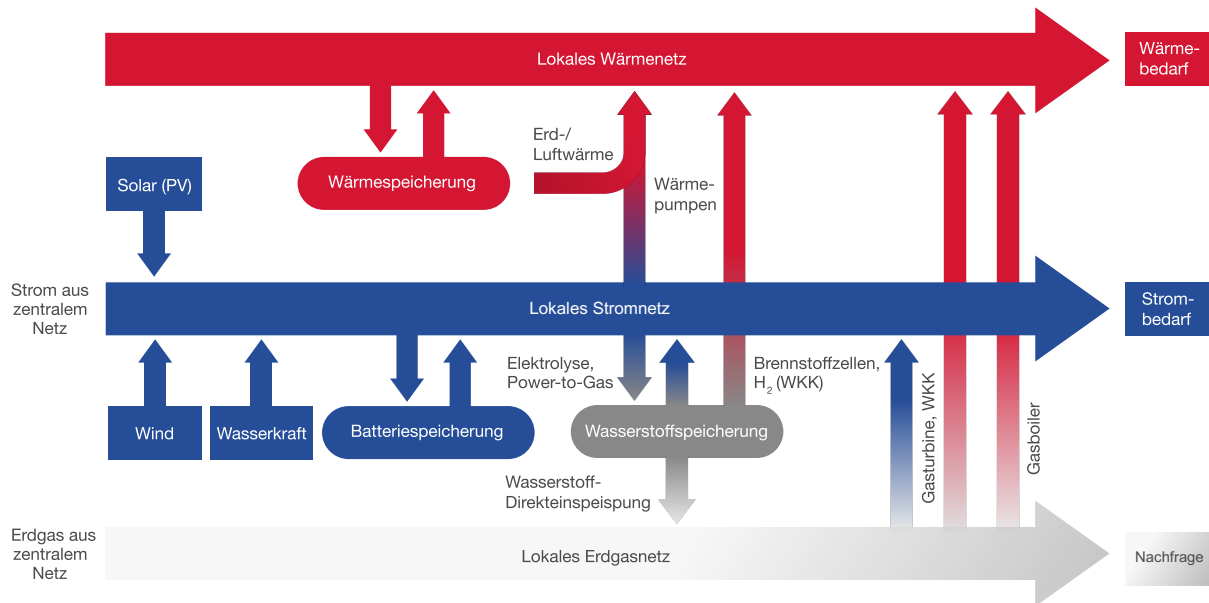 Lokales Wärmenetz
Wärme-
bedarf
Erd-/
Luftwärme
Solar (PV)
Wärmespeicherung
Wärme-
pumpen
Strom aus
zentralem
Netz
Lokales Stromnetz
Strom-
bedarf
Elektrolyse,
Power-to-Gas
Brennstoffzellen,
H2 (WKK)
Wind
Wasserkraft
Batteriespeicherung
Wasserstoffspeicherung
Gasturbine, WKK
Gasboiler
Wasserstoff-
Direkteinspeispung
Erdgas aus
zentralem
Netz
Lokales Erdgasnetz
Nachfrage